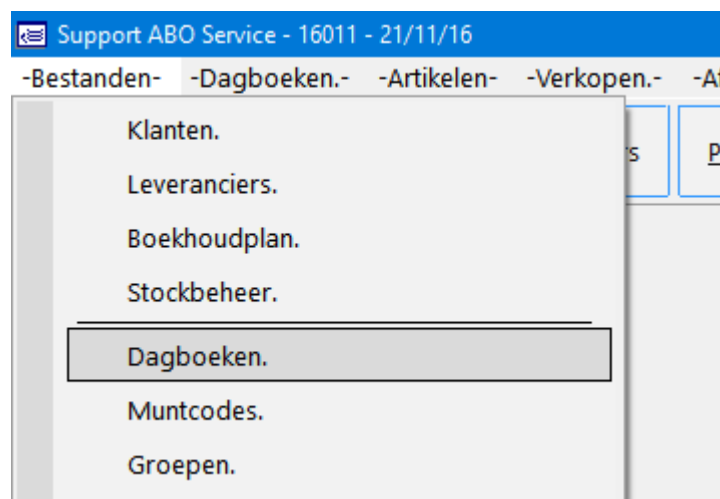 Support ABO Service - 16011 - 21/11/16
-Bestanden- -Dagboeken.- -Artikelen- -Verkopen.-
Klanten.
Leveranciers.
Boekhoudplan.
Stockbeheer.
Dagboeken.
Muntcodes.
Groepen.